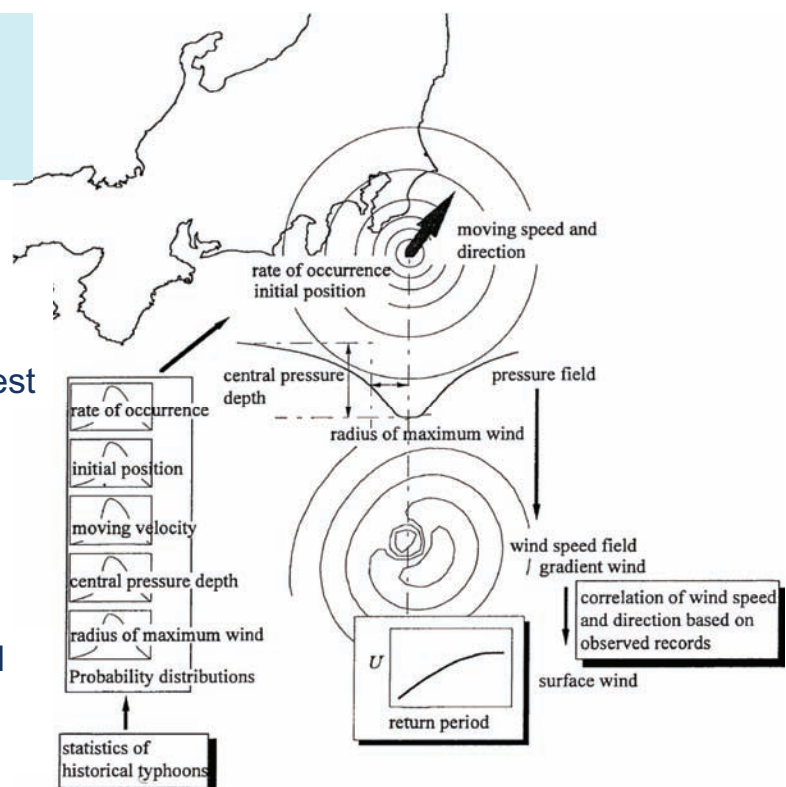 moving speed and
direction
rate of occurrence
initial position
est
central pressure
depth
pressure field
radius of maximum wind
rate of occurrence
initial position
moving velocity
central pressure depth
radius of maximum wind
Probability distributions
wind speed field
gradient wind
correlation of wind speed
and direction based on
observed records
U
surface wind
return period
statistics of
historical typhoons